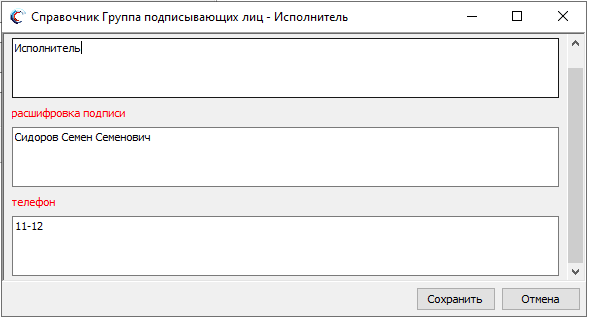 Справочник Группа подписывающих лиц - Исполнитель
Исполнитель
расшифровка подписи
Сидоров Семен Семенович
телефон
11-12
Сохранить
Отмена